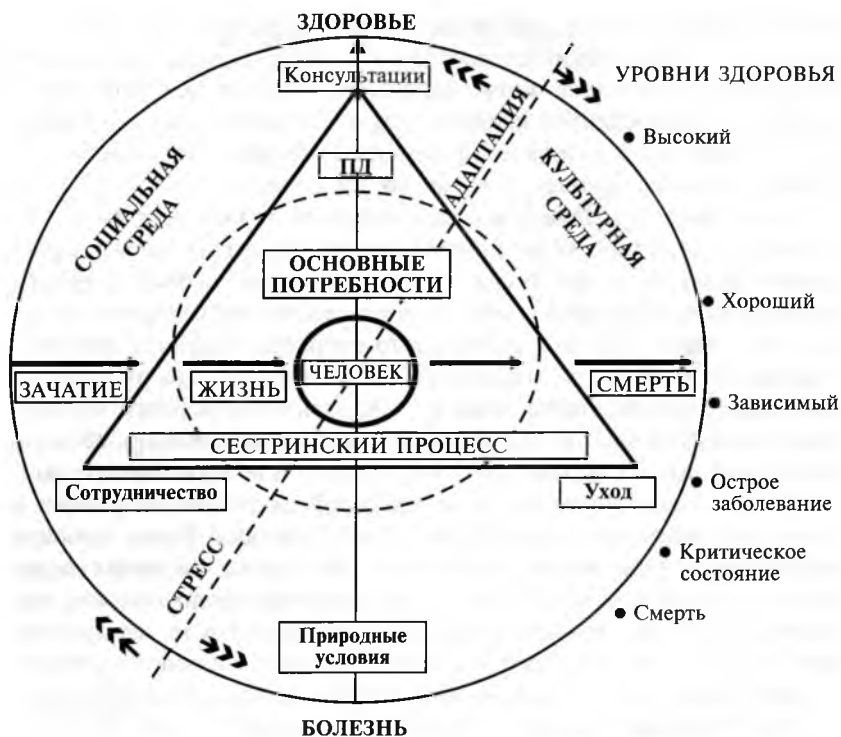 ЗДОРОВЬЕ
Консультации
УРОВНИ ЗДОРОВЬЯ
АДАПТАЦИЯ
Высокий
ПД
СОЦИАЛЬНАЯ
СРЕДА
КУЛЬТУРНАЯ
СРЕДА
ОСНОВНЫЕ
ПОТРЕБНОСТИ
Хороший
ЗАЧАТИЕ
ЖИЗНЬ
ЧЕЛОВЕК
СМЕРТЬ
Зависимый
СЕСТРИНСКИЙ ПРОЦЕСС
Сотрудничество
Уход
Острое
заболевание
СТРЕСС
Критическое
состояние
Смерть
Природные
условия
БОЛЕЗНЬ